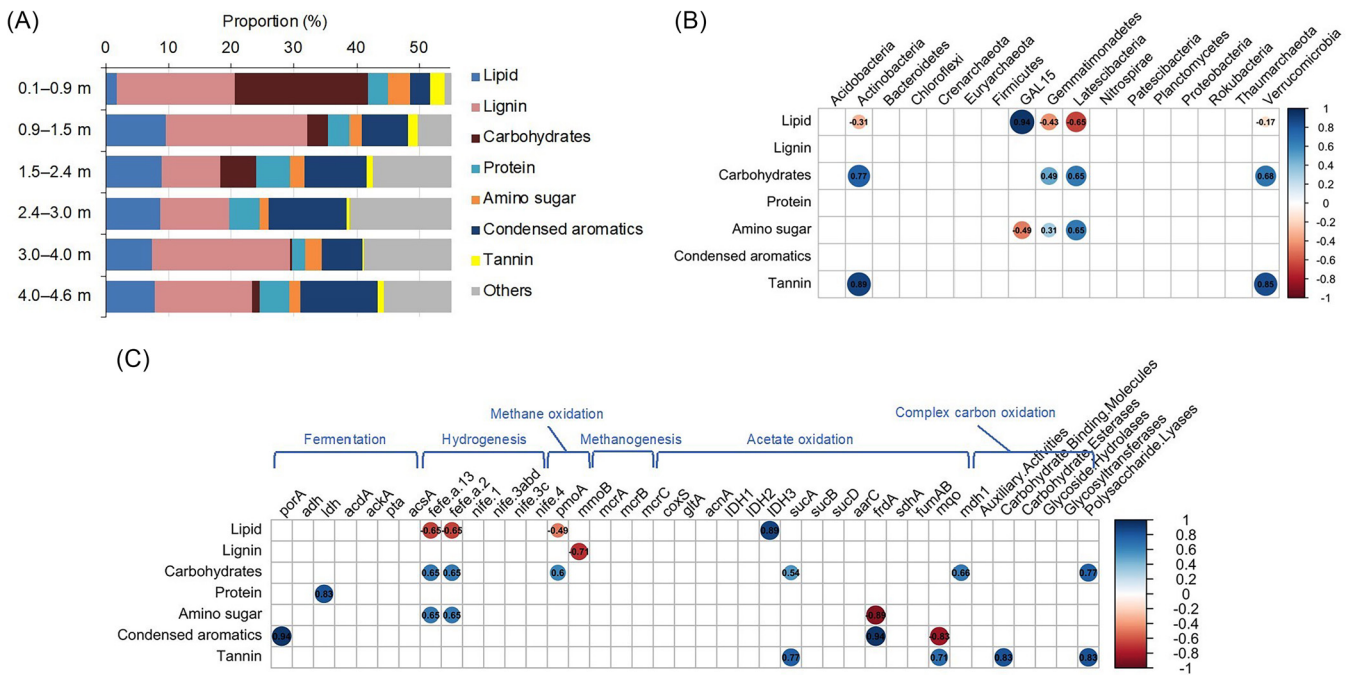 (A)
Proportion (%)
0 10 20 30 40 50
0.1–0.9 m
0.9–1.5 m
1.5–2.4 m
2.4–3.0 m
3.0–4.0 m
4.0–4.6 m
Lipid
Lignin
Carbohydrates
Protein
Amino sugar
Condensed aromatics
Tannin
Others
(B)
Acidobacteria
Actinobacteria
Bacteroidetes
Chloroflexi
Crenarchaeota
Euryarchaeota
Firmicutes
GAL15
Gemmatimonadetes
Latescibacteria
Nitrospirae
Patescibacteria
Planctomycetes
Proteobacteria
Rokubacteria
Thaumarchaeota
Verrucomicrobia
Lipid -0.31 0.94 -0.43 -0.65 -0.17
Lignin
Carbohydrates 0.77 0.49 0.65 0.68
Protein
Amino sugar -0.49 0.31 0.65
Condensed aromatics
Tannin 0.89 0.85
1
0.8
0.6
0.4
0.2
0
-0.2
-0.4
-0.6
-0.8
-1
(C)
Fermentation
Hydrogenesis
Methane oxidation
Methanogenesis
Acetate oxidation
Complex carbon oxidation
porA
adh
ldh
acdA
ackA
pta
acsA
fefe.a.13
fefe.a.2
nife.1
nife.3abd
nife.3c
nife.4
pmoA
mmoB
mcrA
mcrB
mcrC
coxS
gltA
acnA
IDH1
IDH2
IDH3
sucA
sucB
sucD
aarC
frdA
sdhA
fumAB
mqo
mdh1
Auxiliary.Activities
Carbohydrate.Binding.Molecules
Carbohydrate.Esterases
Glycoside.Hydrolases
Glycosyltransferases
Polysaccharide.Lyases
Lipid -0.65 -0.65 -0.49 0.89
Lignin -0.71
Carbohydrates 0.65 0.65 0.6 0.54 0.66 0.77
Protein 0.83
Amino sugar 0.65 0.65 -0.89
Condensed aromatics 0.94 0.94 -0.83
Tannin 0.77 0.71 0.83 0.83
1
0.8
0.6
0.4
0.2
0
-0.2
-0.4
-0.6
-0.8
-1